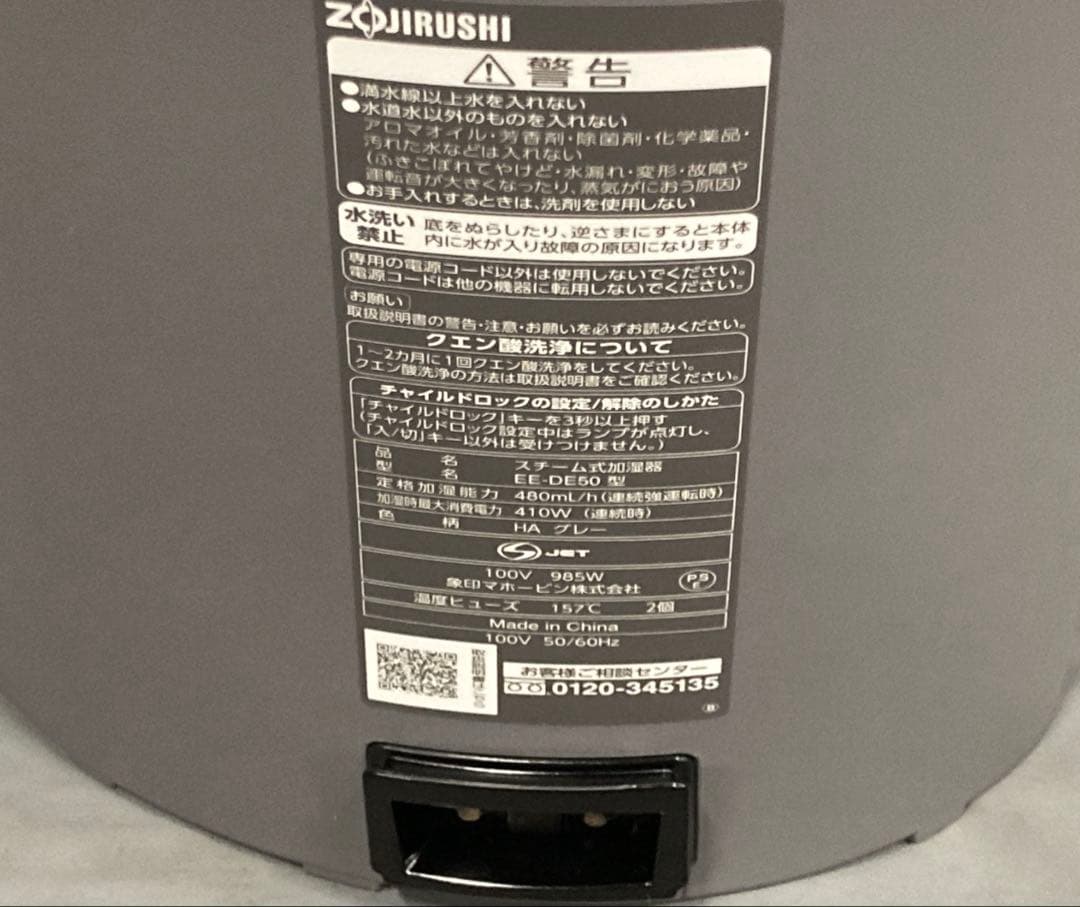 ZOJIRUSHI
警告
●満水線以上水を入れない
●水道水以外のものを入れない
アロマオイル・芳香剤・除菌剤・化学薬品・
汚れた水などは入れない
(ふきこぼれてやけど・水漏れ・変形・故障や
運転音が大きくなったり、蒸気がにおう原因)
●お手入れするときは、洗剤を使用しない
水洗い禁止
底をぬらしたり、逆さまにすると本体
内に水が入り故障の原因になります。
専用の電源コード以外は使用しないでください。
電源コードは他の機器に転用しないでください。
お願い
取扱説明書の警告・注意・お願いを必ずお読みください。
クエン酸洗浄について
1~2カ月に1回クエン酸洗浄をしてください。
クエン酸洗浄の方法は取扱説明書をご確認ください。
チャイルドロックの設定/解除のしかた
「チャイルドロック」キーを3秒以上押す
(チャイルドロック設定中はランプが点灯し、
「入/切」キー以外は受けつけません。)
品名 スチーム式加湿器
型名 EE-DE50 型
定格加湿能力 480mL/h(連続強運転時)
加湿時最大消費電力 410W (連続時)
色柄 HA グレー
JET
100V 985W
象印マホービン株式会社
PSE
温度ヒューズ 157℃ 2個
Made in China
100V 50/60Hz
お客様ご相談センター
0120-345135
B